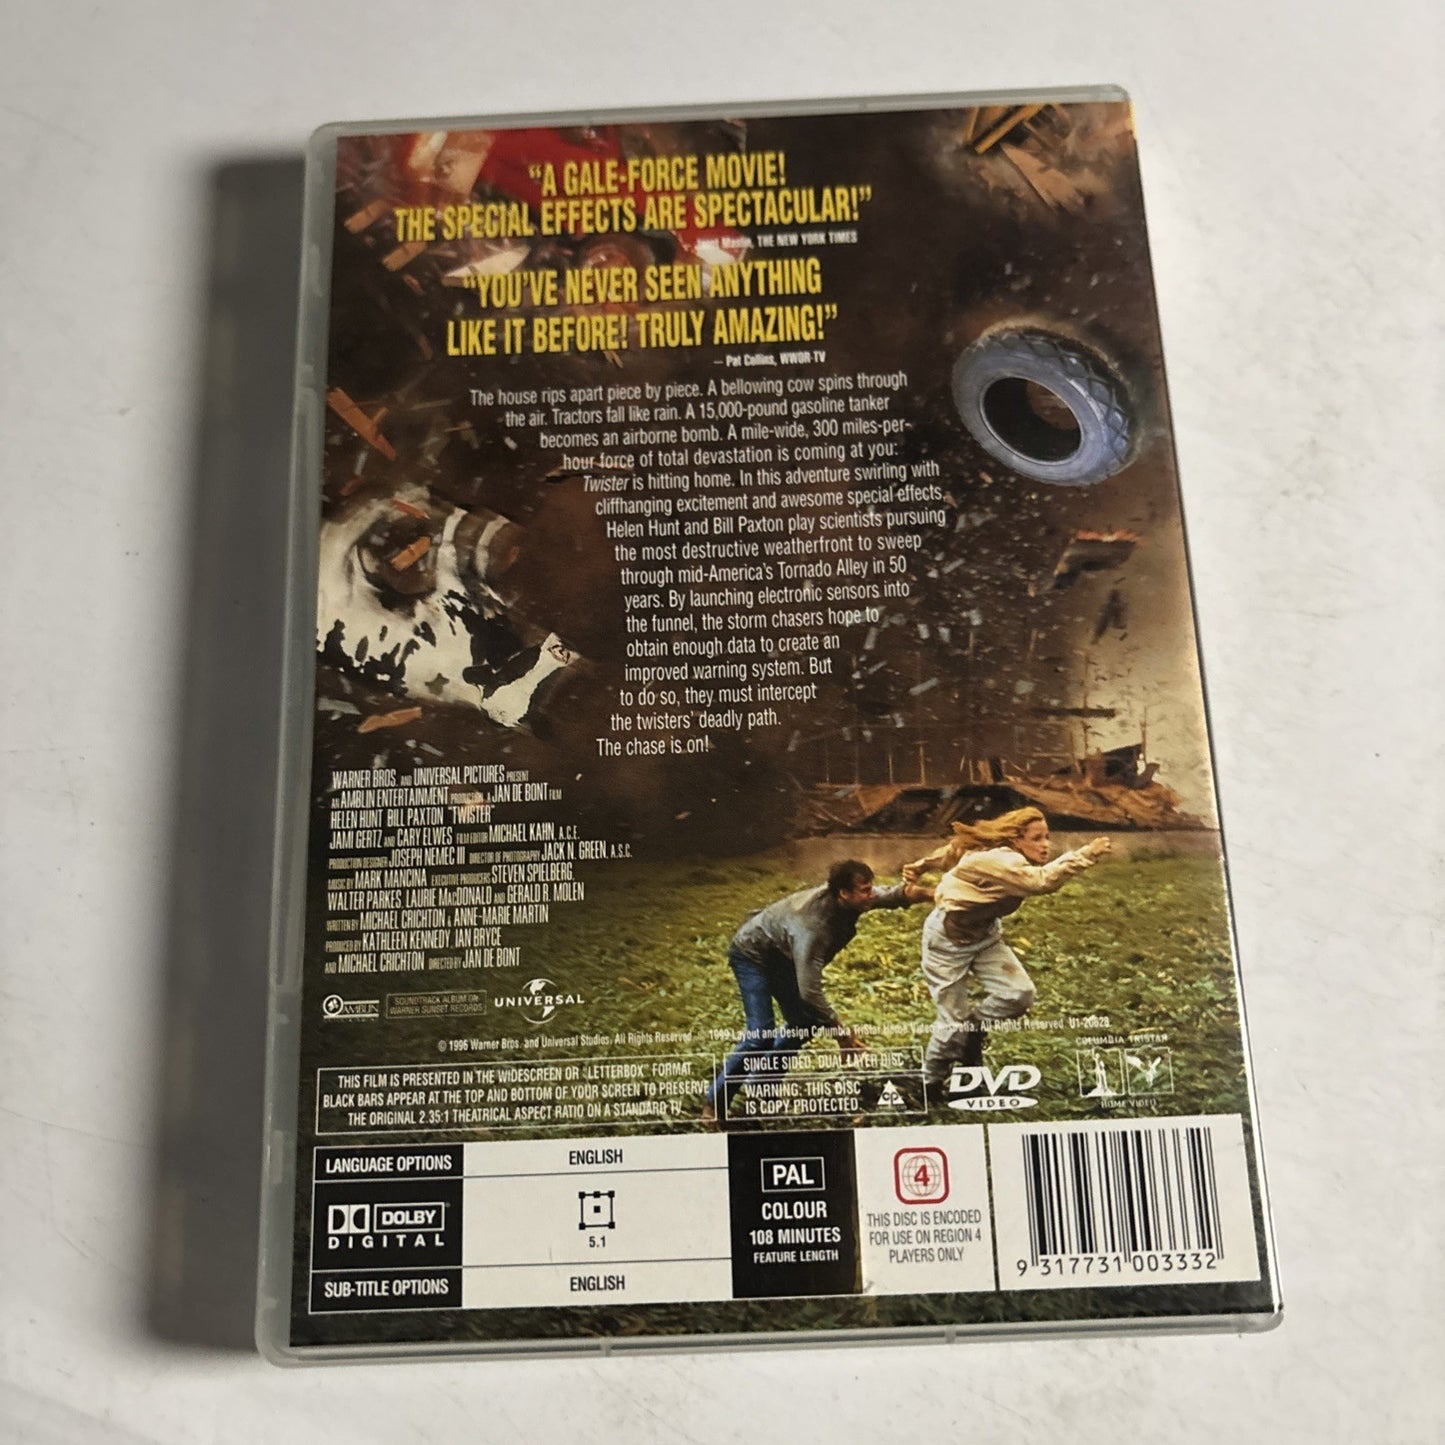 "A GALE-FORCE MOVIE!
THE SPECIAL EFFECTS ARE SPECTACULAR!"
– Janet Maslin, THE NEW YORK TIMES
"YOU'VE NEVER SEEN ANYTHING
LIKE IT BEFORE! TRULY AMAZING!"
– Pat Collins, WWOR-TV
The house rips apart piece by piece. A bellowing cow spins through
the air. Tractors fall like rain. A 15,000-pound gasoline tanker
becomes an airborne bomb. A mile-wide, 300 miles-per-
hour force of total devastation is coming at you:
Twister is hitting home. In this adventure swirling with
cliffhanging excitement and awesome special effects,
Helen Hunt and Bill Paxton play scientists pursuing
the most destructive weatherfront to sweep
through mid-America's Tornado Alley in 50
years. By launching electronic sensors into
the funnel, the storm chasers hope to
obtain enough data to create an
improved warning system. But
to do so, they must intercept
the twisters' deadly path.
The chase is on!
WARNER BROS. AND UNIVERSAL PICTURES PRESENT
AN AMBLIN ENTERTAINMENT PRODUCTION A JAN DE BONT FILM
HELEN HUNT BILL PAXTON "TWISTER"
JAMI GERTZ AND CARY ELWES FILM EDITOR MICHAEL KAHN, A.C.E.
PRODUCTION DESIGNER JOSEPH NEMEC III DIRECTOR OF PHOTOGRAPHY JACK N. GREEN, A.S.C.
MUSIC BY MARK MANCINA EXECUTIVE PRODUCERS STEVEN SPIELBERG,
WALTER PARKES, LAURIE MACDONALD AND GERALD R. MOLEN
WRITTEN BY MICHAEL CRICHTON & ANNE-MARIE MARTIN
PRODUCED BY KATHLEEN KENNEDY, IAN BRYCE
AND MICHAEL CRICHTON DIRECTED BY JAN DE BONT
AMBLIN
SOUNDTRACK ALBUM ON
WARNER SUNSET RECORDS
UNIVERSAL
© 1996 Warner Bros. and Universal Studios. All Rights Reserved. 1999 Layout and Design Columbia TriStar Home Video Australia. All Rights Reserved. U1-20828
THIS FILM IS PRESENTED IN THE WIDESCREEN OR "LETTERBOX" FORMAT.
BLACK BARS APPEAR AT THE TOP AND BOTTOM OF YOUR SCREEN TO PRESERVE
THE ORIGINAL 2.35:1 THEATRICAL ASPECT RATIO ON A STANDARD TV.
SINGLE SIDED, DUAL LAYER DISC
WARNING: THIS DISC
IS COPY PROTECTED
cp
DVD
VIDEO
COLUMBIA TRISTAR
HOME VIDEO
LANGUAGE OPTIONS
ENGLISH
DOLBY
DIGITAL
5.1
SUB-TITLE OPTIONS
ENGLISH
PAL
COLOUR
108 MINUTES
FEATURE LENGTH
4
THIS DISC IS ENCODED
FOR USE ON REGION 4
PLAYERS ONLY
9 317731 003332